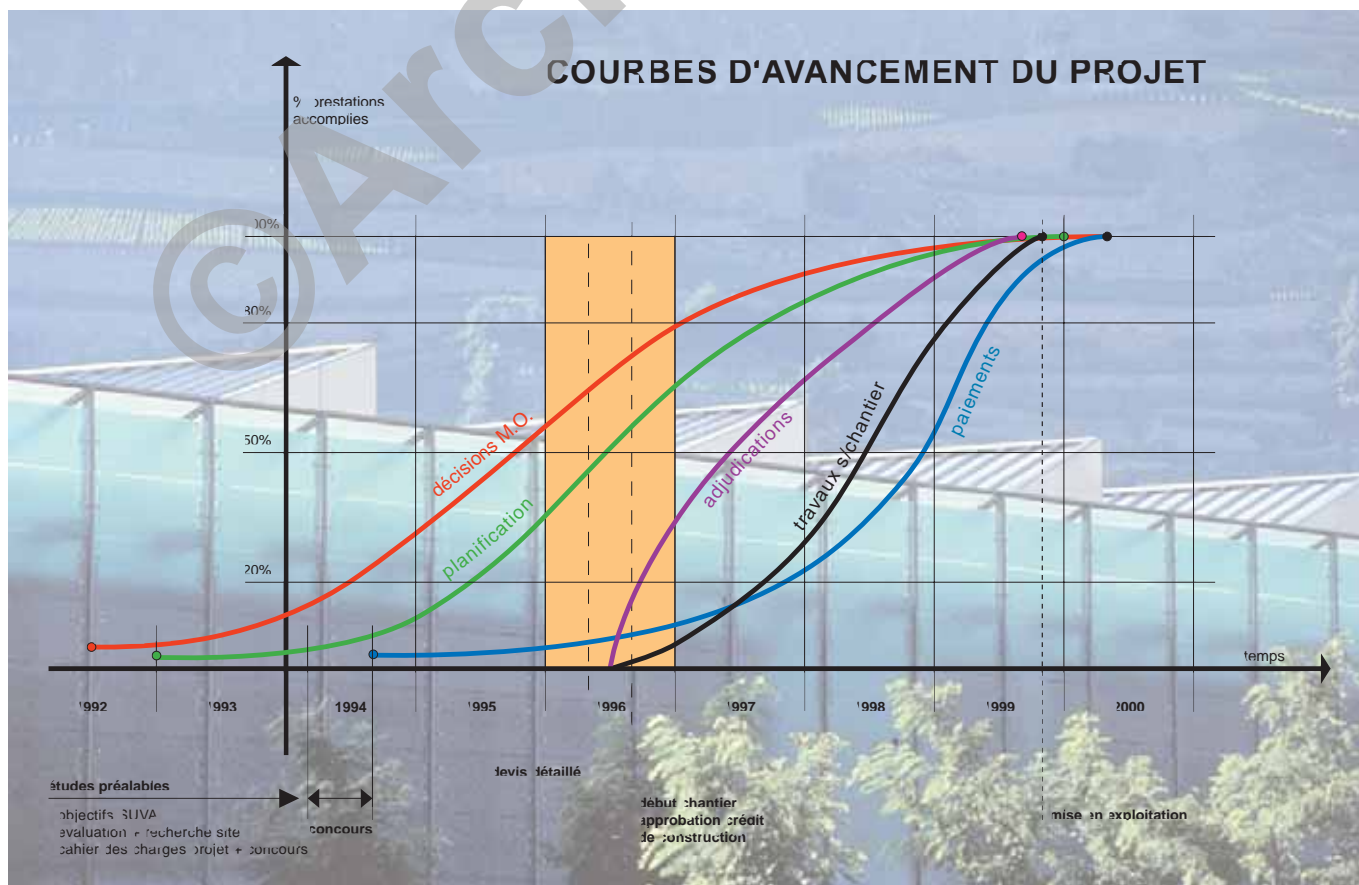 COURBES D'AVANCEMENT DU PROJET
% prestations
accomplies
100%
80%
50%
20%
décisions M.O.
planification
adjudications
travaux s/chantier
paiements
temps
1992 1993 1994 1995 1996 1997 1998 1999 2000
études préalables
objectifs SUVA
évaluation + recherche site
cahier des charges projet + concours
concours
devis détaillé
début chantier
approbation crédit
de construction
mise en exploitation